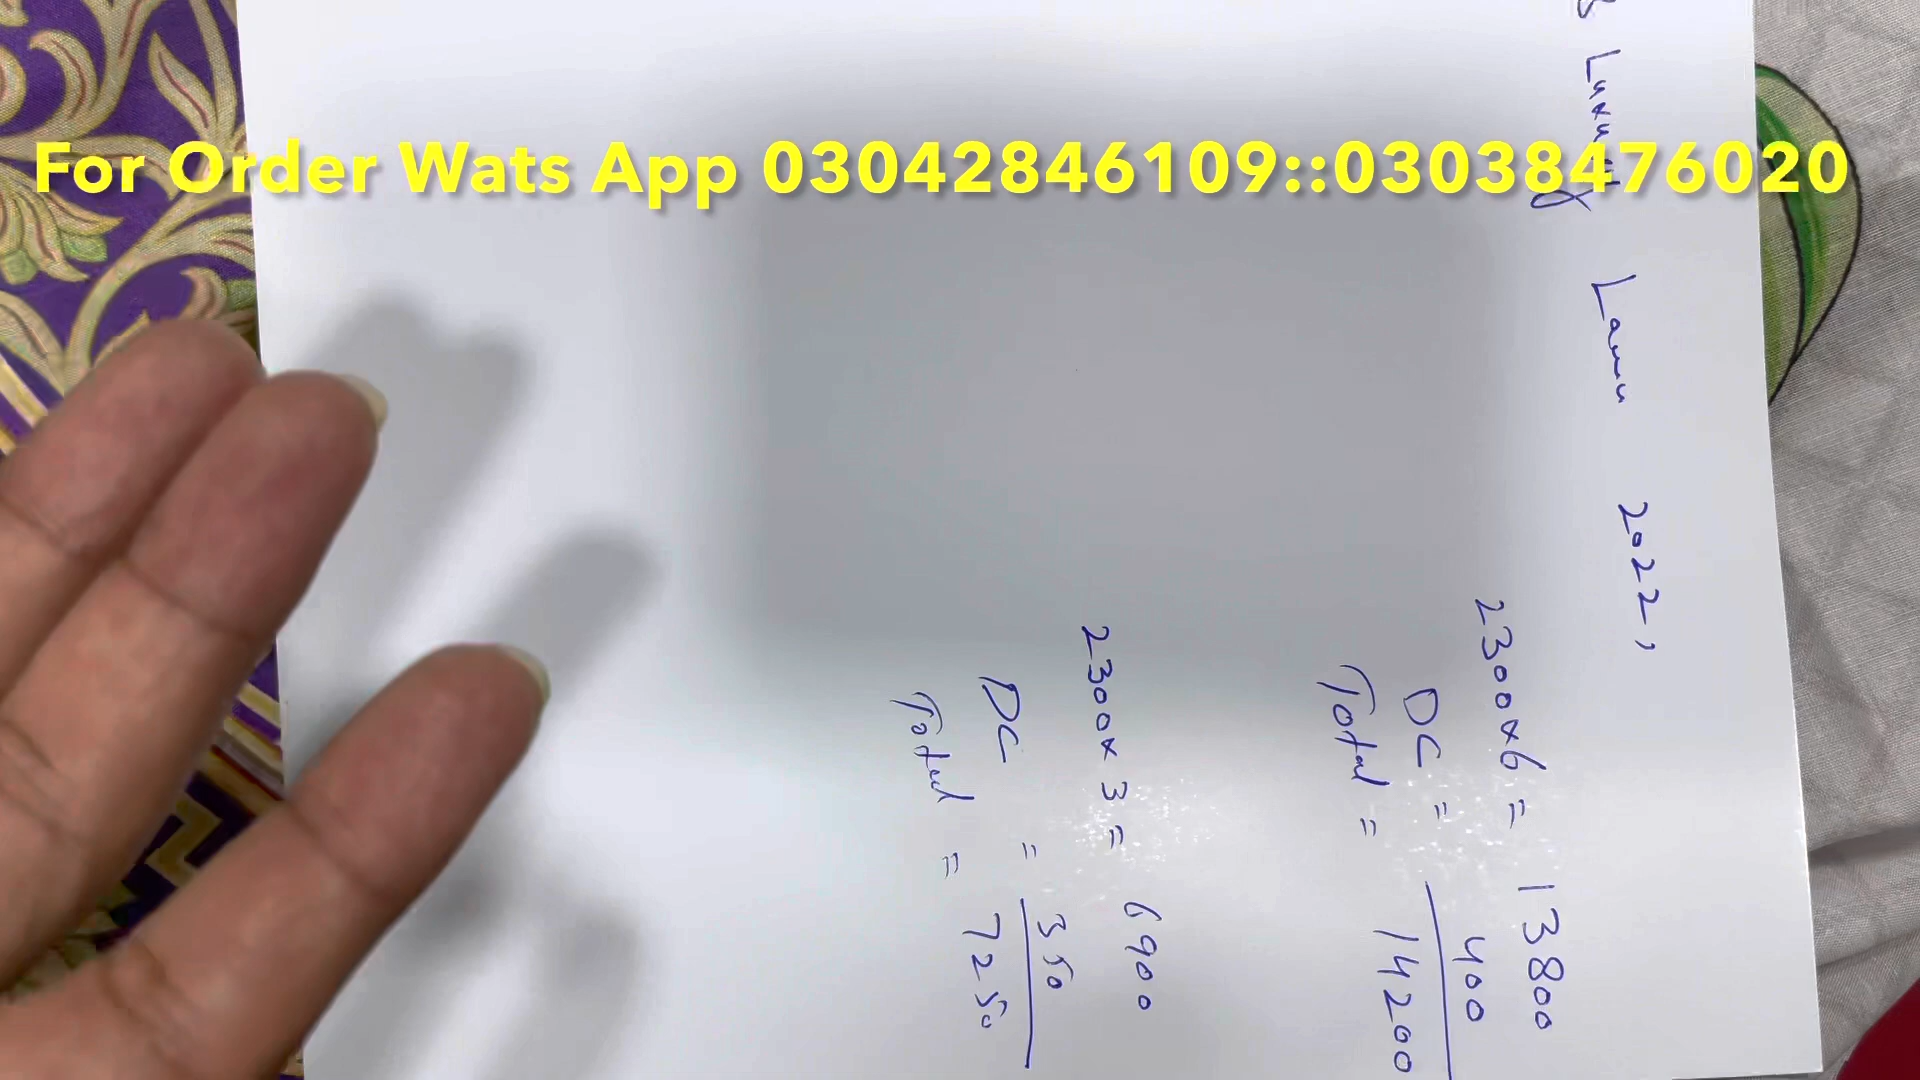 For Order Wats App 03042846109::03038476020
Luxury Lawn 2022,
2300x6 = 13800
DC = 400
Total = 14200
2300x3 = 6900
DC = 350
Total = 7250